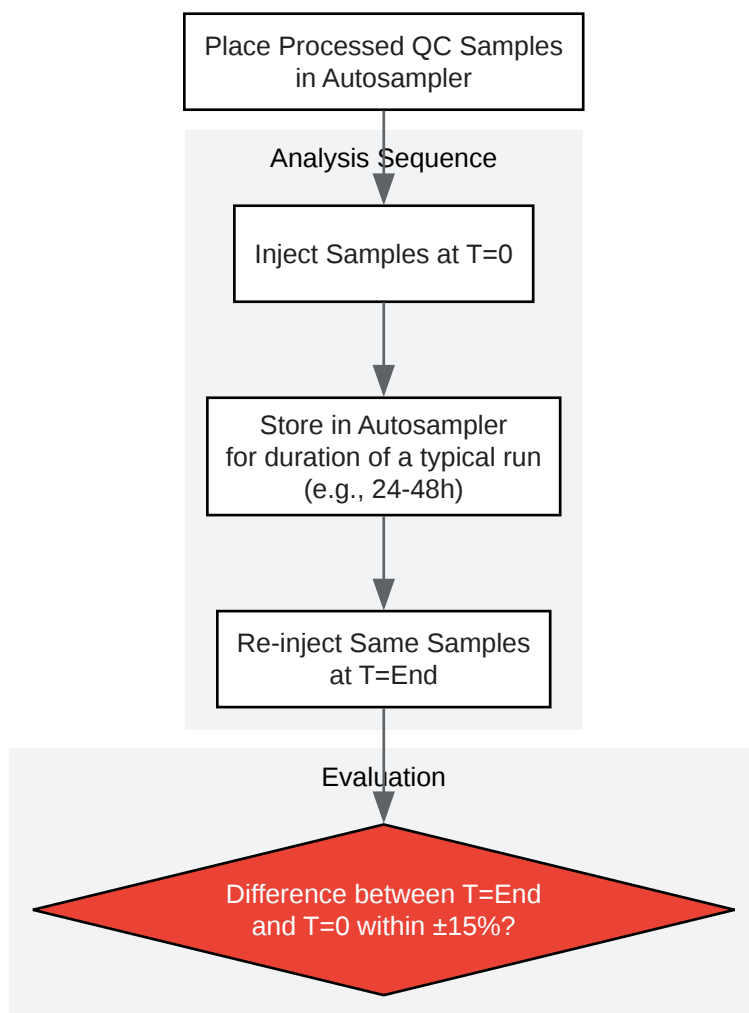 Place Processed QC Samples
in Autosampler
Analysis Sequence
Inject Samples at T=0
Store in Autosampler
for duration of a typical run
(e.g., 24-48h)
Re-inject Same Samples
at T=End
Evaluation
Difference between T=End
and T=0 within ±15%?